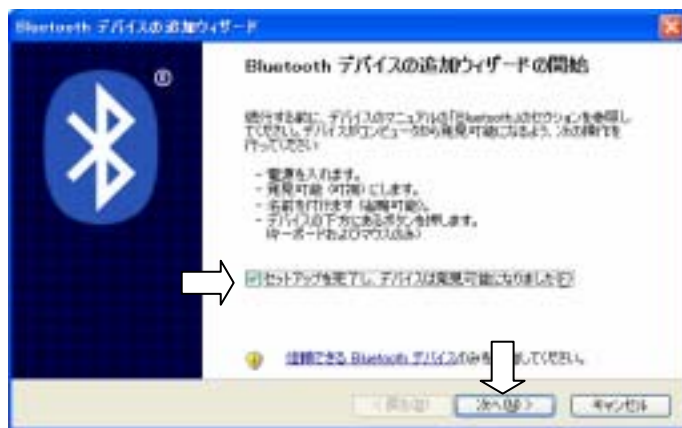 Bluetooth デバイスの追加ウィザード
®
Bluetooth デバイスの追加ウィザードの開始
続行する前に、デバイスのマニュアルの「Bluetooth」のセクションを参照し
てください。デバイスがコンピュータから発見可能になるよう、次の操作を
行ってください:
- 電源を入れます。
- 発見可能 (可視) にします。
- 名前を付けます (省略可能)。
- デバイスの下方にあるボタンを押します。
(キーボードおよびマウスのみ)
セットアップを完了し、デバイスは発見可能になりました(E)
信頼できる Bluetooth デバイスのみを してください。
< 戻る(B)
次へ(N) >
キャンセル